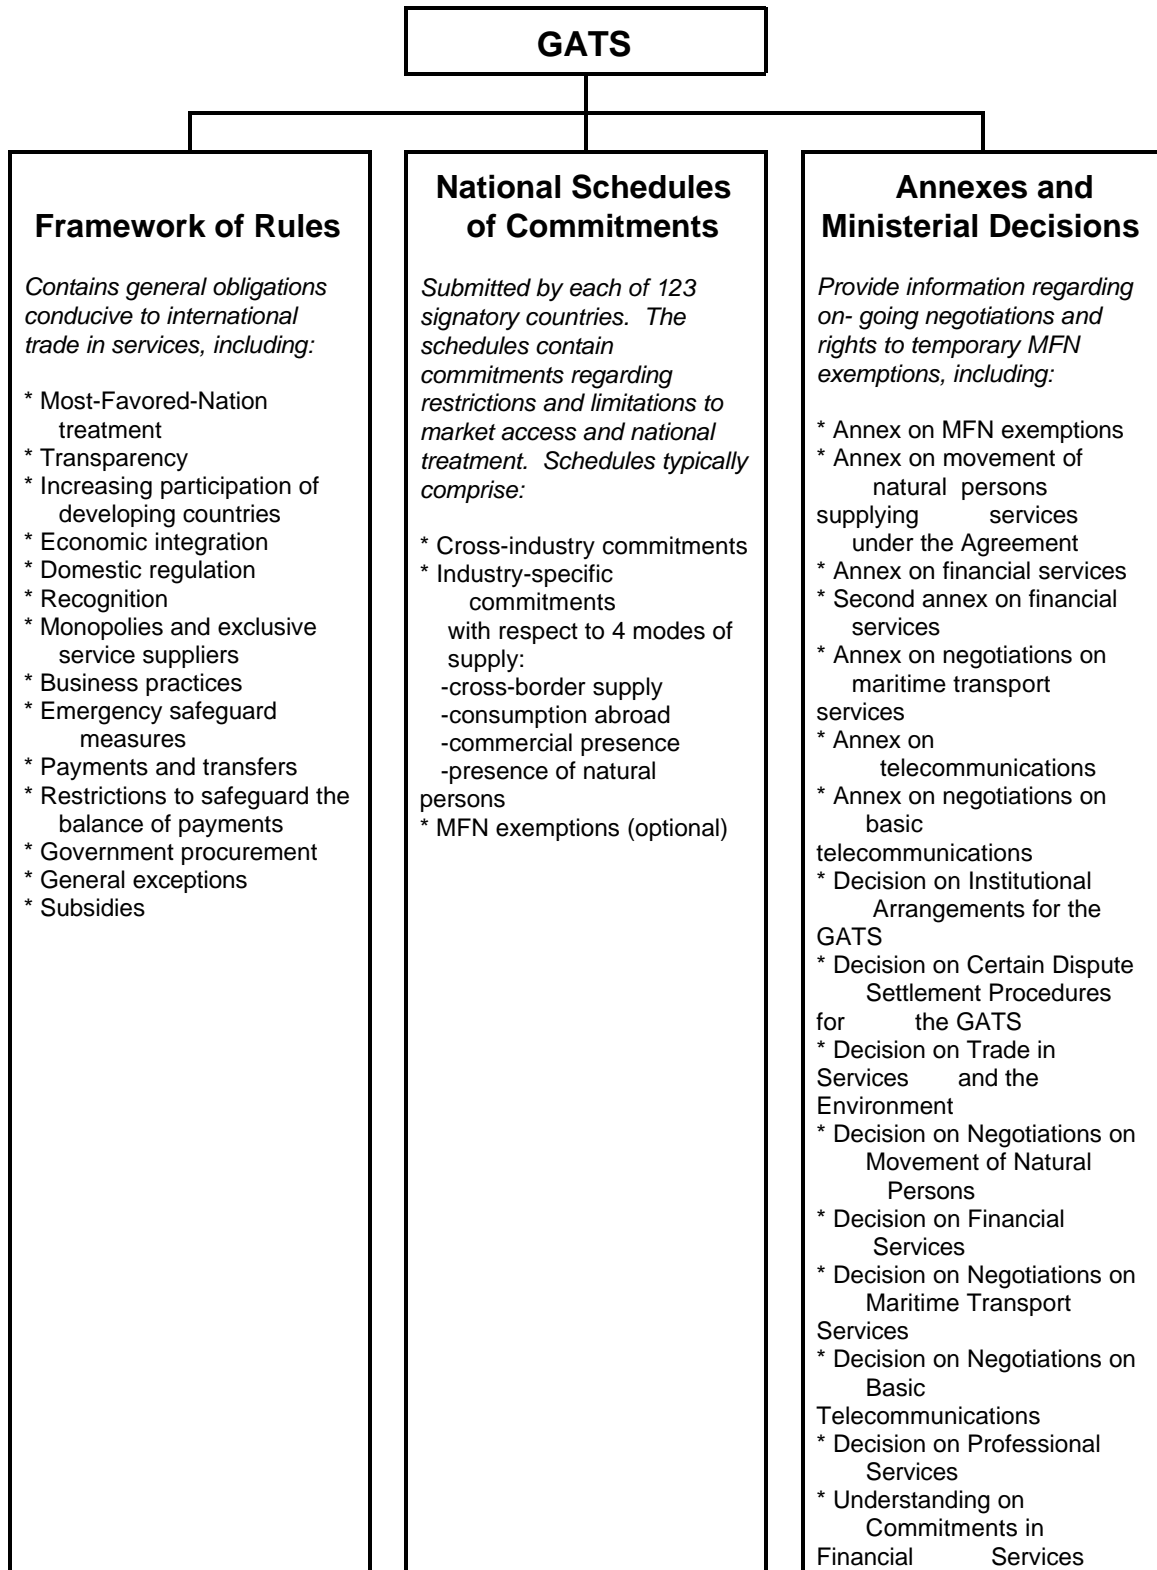 GATS
Framework of Rules
Contains general obligations
conducive to international
trade in services, including:
* Most-Favored-Nation
treatment
* Transparency
* Increasing participation of
developing countries
* Economic integration
* Domestic regulation
* Recognition
* Monopolies and exclusive
service suppliers
* Business practices
* Emergency safeguard
measures
* Payments and transfers
* Restrictions to safeguard the
balance of payments
* Government procurement
* General exceptions
* Subsidies
National Schedules
of Commitments
Submitted by each of 123
signatory countries. The
schedules contain
commitments regarding
restrictions and limitations to
market access and national
treatment. Schedules typically
comprise:
* Cross-industry commitments
* Industry-specific
commitments
with respect to 4 modes of
supply:
-cross-border supply
-consumption abroad
-commercial presence
-presence of natural
persons
* MFN exemptions (optional)
Annexes and
Ministerial Decisions
Provide information regarding
on- going negotiations and
rights to temporary MFN
exemptions, including:
* Annex on MFN exemptions
* Annex on movement of
natural persons
supplying services
under the Agreement
* Annex on financial services
* Second annex on financial
services
* Annex on negotiations on
maritime transport
services
* Annex on
telecommunications
* Annex on negotiations on
basic
telecommunications
* Decision on Institutional
Arrangements for the
GATS
* Decision on Certain Dispute
Settlement Procedures
for the GATS
* Decision on Trade in
Services and the
Environment
* Decision on Negotiations on
Movement of Natural
Persons
* Decision on Financial
Services
* Decision on Negotiations on
Maritime Transport
Services
* Decision on Negotiations on
Basic
Telecommunications
* Decision on Professional
Services
* Understanding on
Commitments in
Financial Services